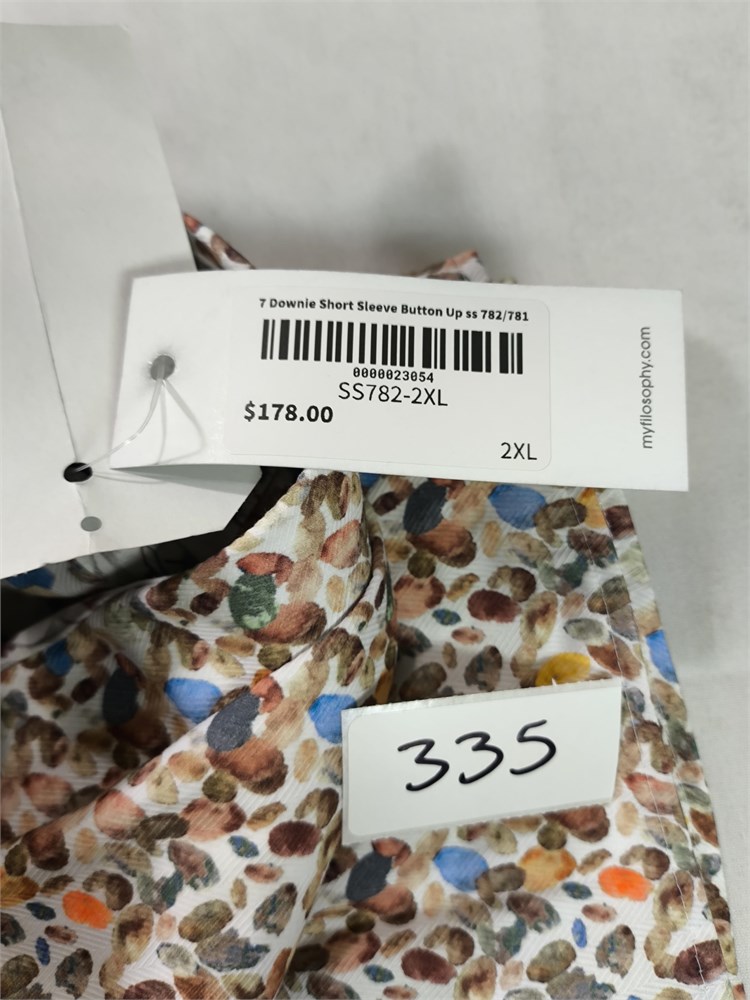 7 Downie Short Sleeve Button Up ss 782/781
0000023054
SS782-2XL
$178.00
2XL
myfilosophy.com
335